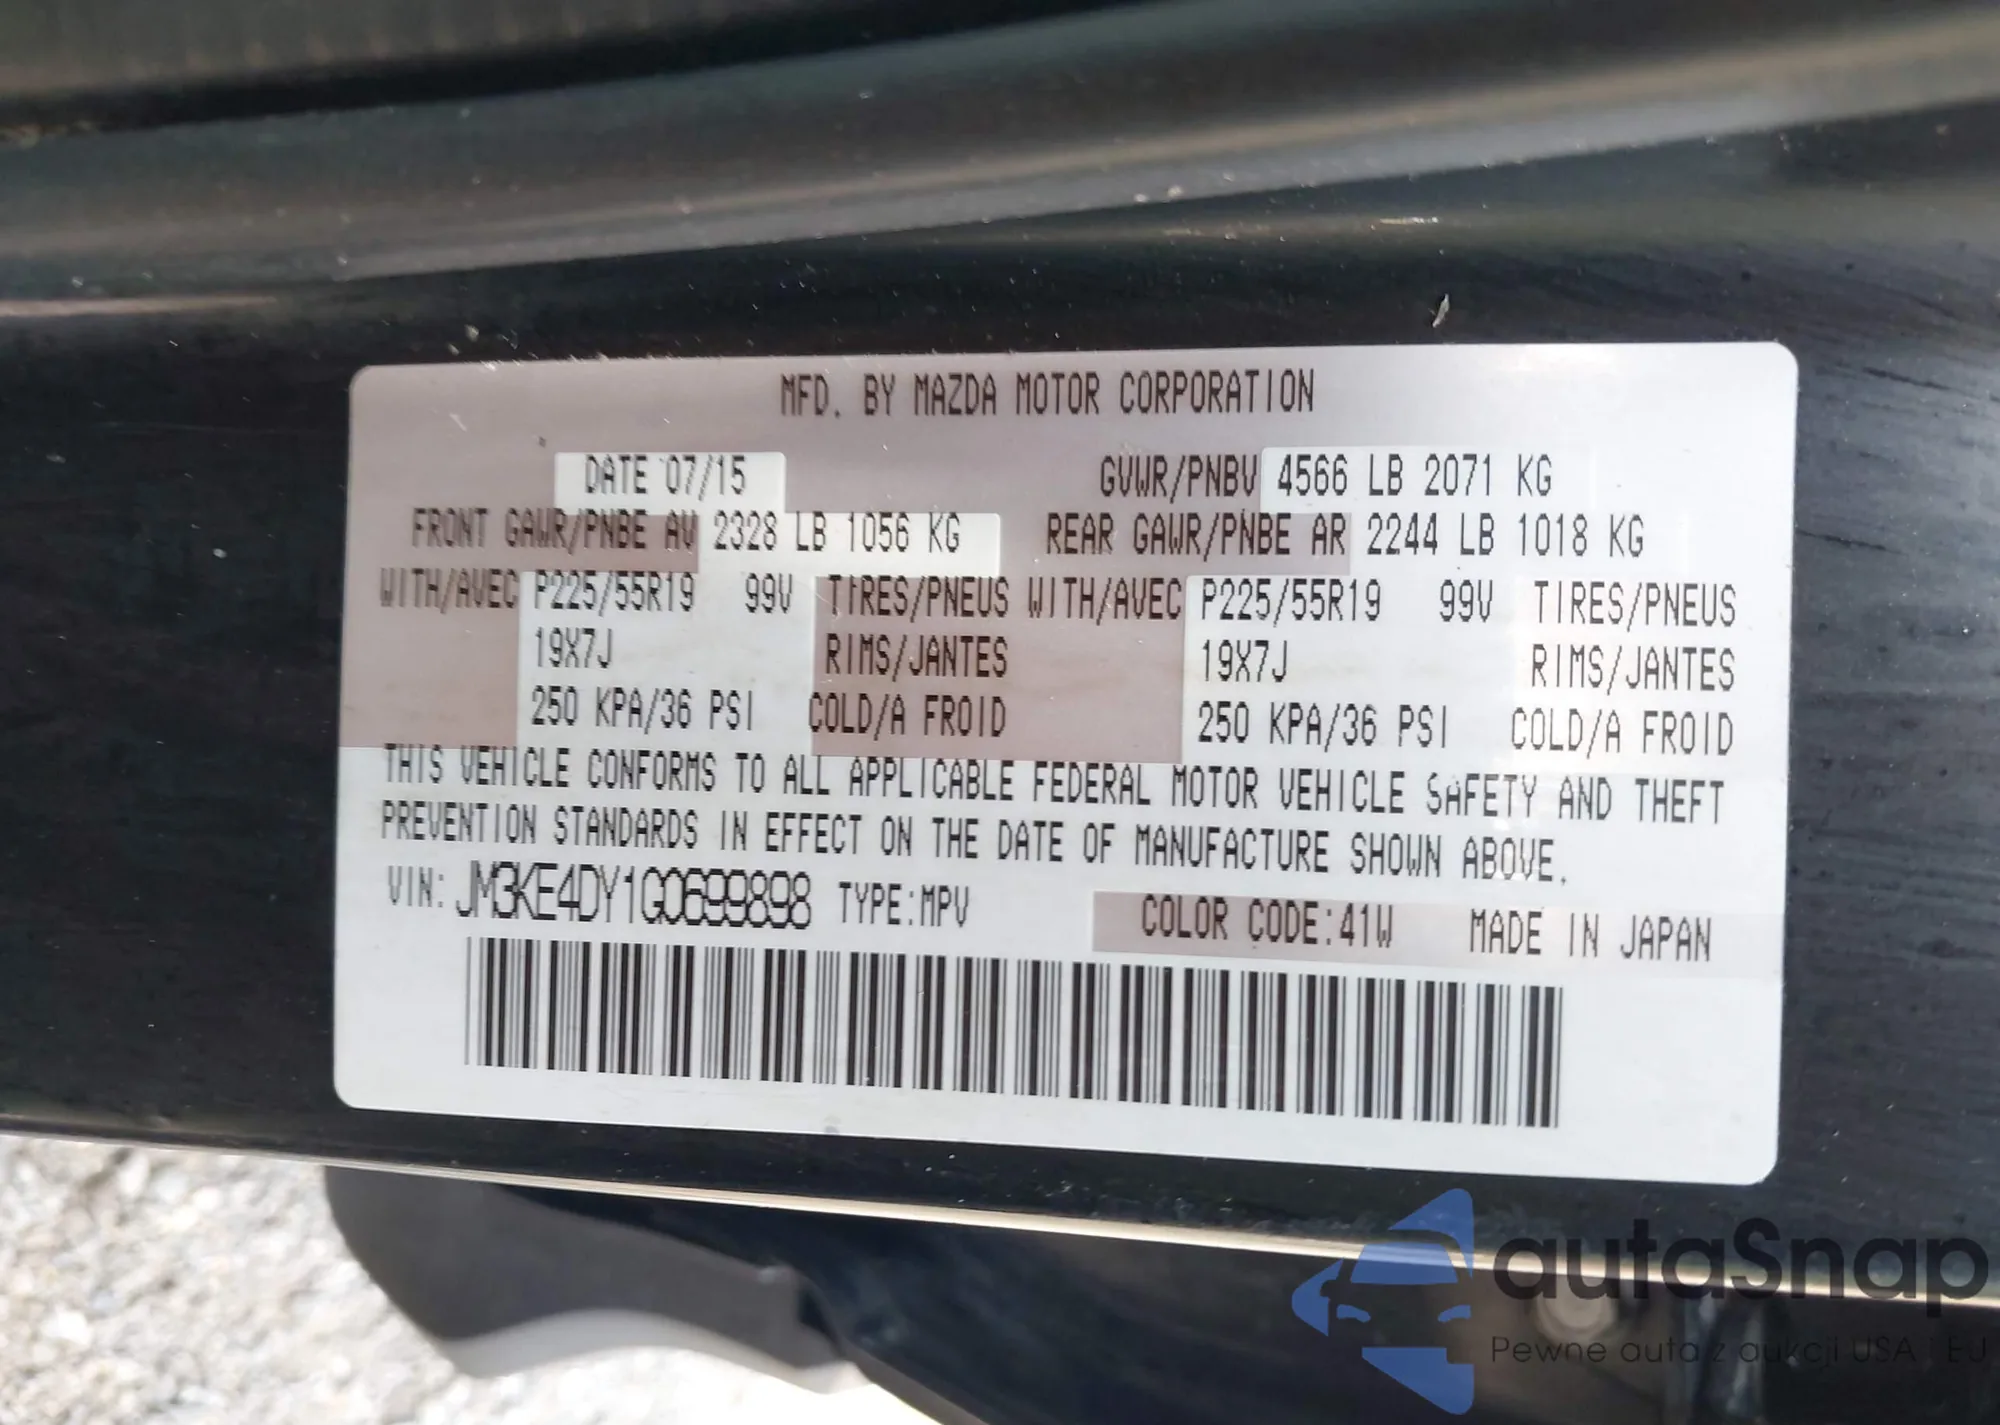 MFD. BY MAZDA MOTOR CORPORATION
DATE 07/15 GVWR/PNBV 4566 LB 2071 KG
FRONT GAWR/PNBE AV 2328 LB 1056 KG REAR GAWR/PNBE AR 2244 LB 1018 KG
WITH/AVEC P225/55R19 99V TIRES/PNEUS WITH/AVEC P225/55R19 99V TIRES/PNEUS
19X7J RIMS/JANTES 19X7J RIMS/JANTES
250 KPA/36 PSI COLD/A FROID 250 KPA/36 PSI COLD/A FROID
THIS VEHICLE CONFORMS TO ALL APPLICABLE FEDERAL MOTOR VEHICLE SAFETY AND THEFT
PREVENTION STANDARDS IN EFFECT ON THE DATE OF MANUFACTURE SHOWN ABOVE.
VIN: JM3KE4DY1G0699898 TYPE:MPV COLOR CODE:41W MADE IN JAPAN
autaSnap
Pewne auta z aukcji USA i EU